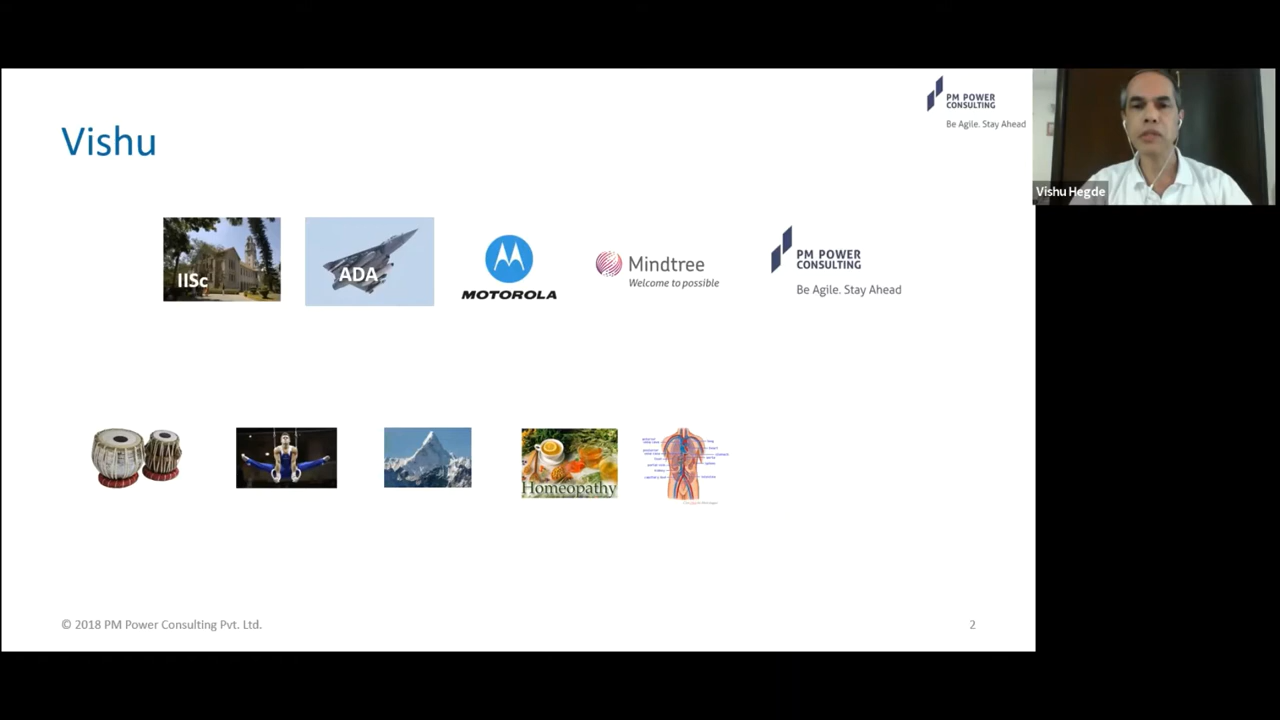 PM POWER
CONSULTING
Be Agile. Stay Ahead
Vishu
Vishu Hegde
IISc
ADA
MOTOROLA
Mindtree
Welcome to possible
PM POWER
CONSULTING
Be Agile. Stay Ahead
Homeopathy
© 2018 PM Power Consulting Pvt. Ltd.
2